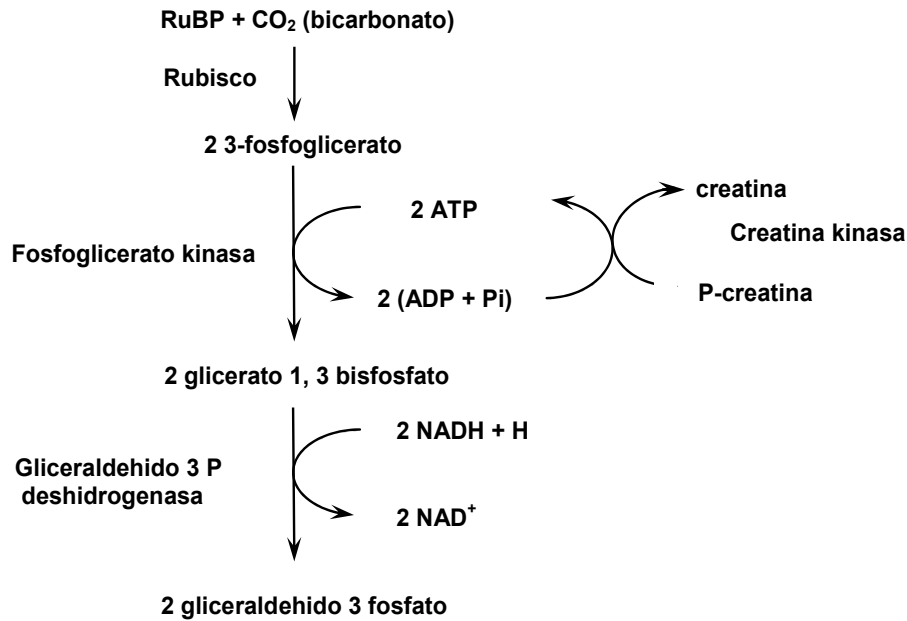 RuBP + CO₂ (bicarbonato)
Rubisco
2 3-fosfoglicerato
creatina
2 ATP
Creatina kinasa
Fosfoglicerato kinasa
P-creatina
2 (ADP + Pi)
2 glicerato 1, 3 bisfosfato
2 NADH + H
Gliceraldehido 3 P
deshidrogenasa
2 NAD⁺
2 gliceraldehido 3 fosfato